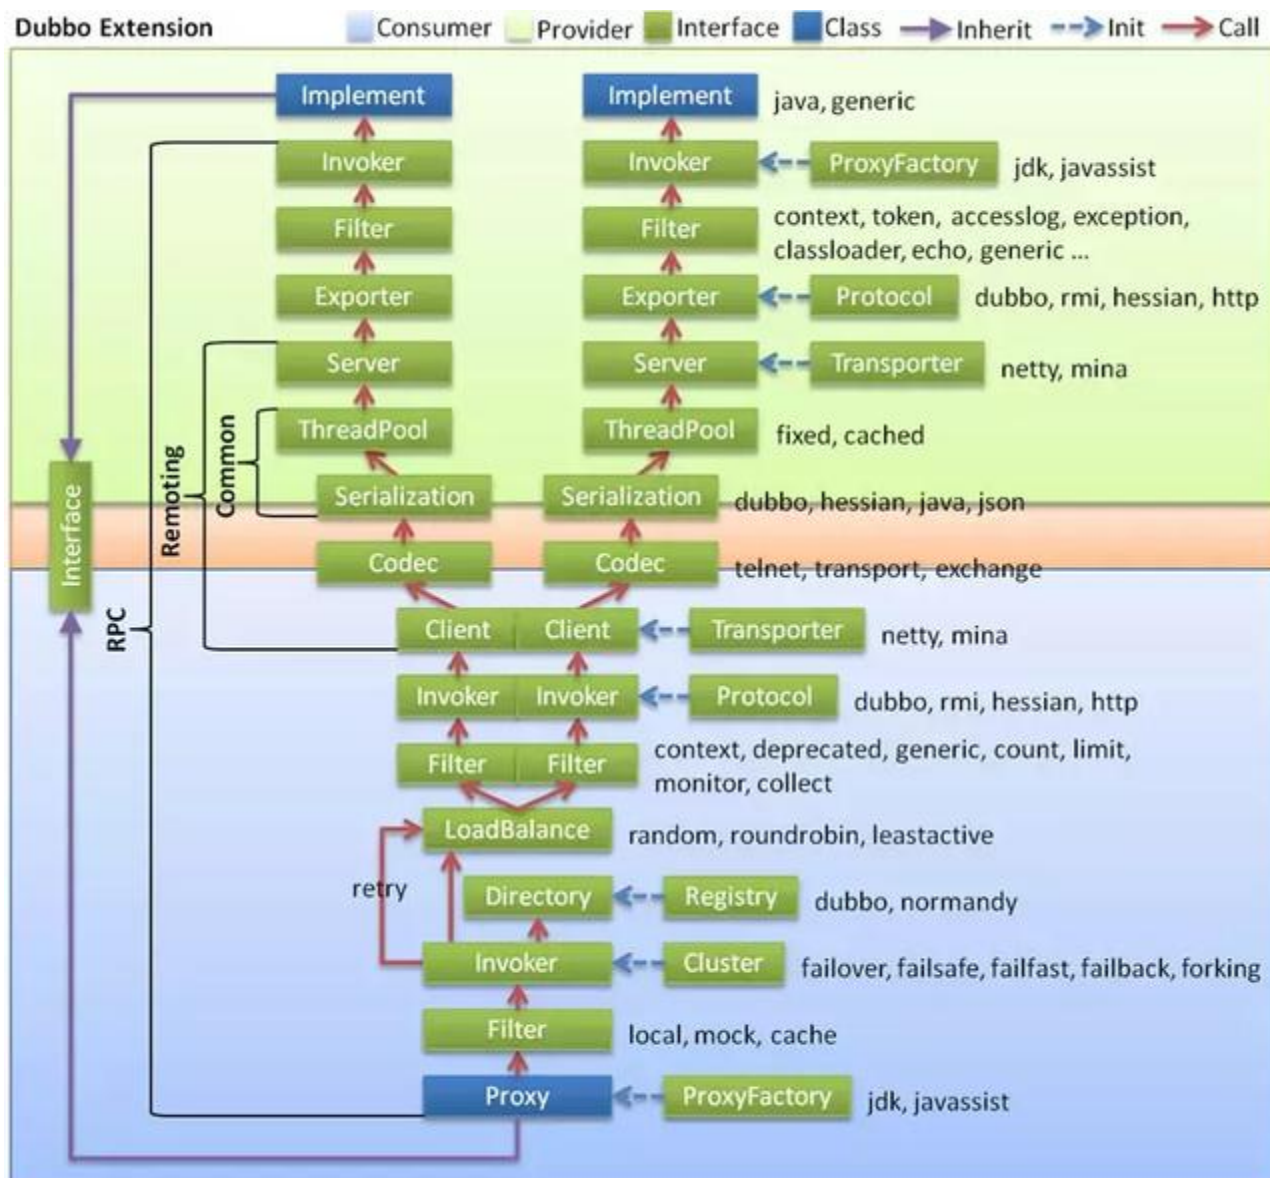 Dubbo Extension Consumer Provider Interface Class Inherit Init Call
Implement Implement java, generic
Invoker Invoker ProxyFactory jdk, javassist
Filter Filter context, token, accesslog, exception,
classloader, echo, generic ...
Exporter Exporter Protocol dubbo, rmi, hessian, http
Server Server Transporter netty, mina
ThreadPool ThreadPool fixed, cached
Serialization Serialization dubbo, hessian, java, json
Codec Codec telnet, transport, exchange
Interface
RPC
Remoting
Common
Client Client Transporter netty, mina
Invoker Invoker Protocol dubbo, rmi, hessian, http
Filter Filter context, deprecated, generic, count, limit,
monitor, collect
LoadBalance random, roundrobin, leastactive
retry
Directory Registry dubbo, normandy
Invoker Cluster failover, failsafe, failfast, failback, forking
Filter local, mock, cache
Proxy ProxyFactory jdk, javassist